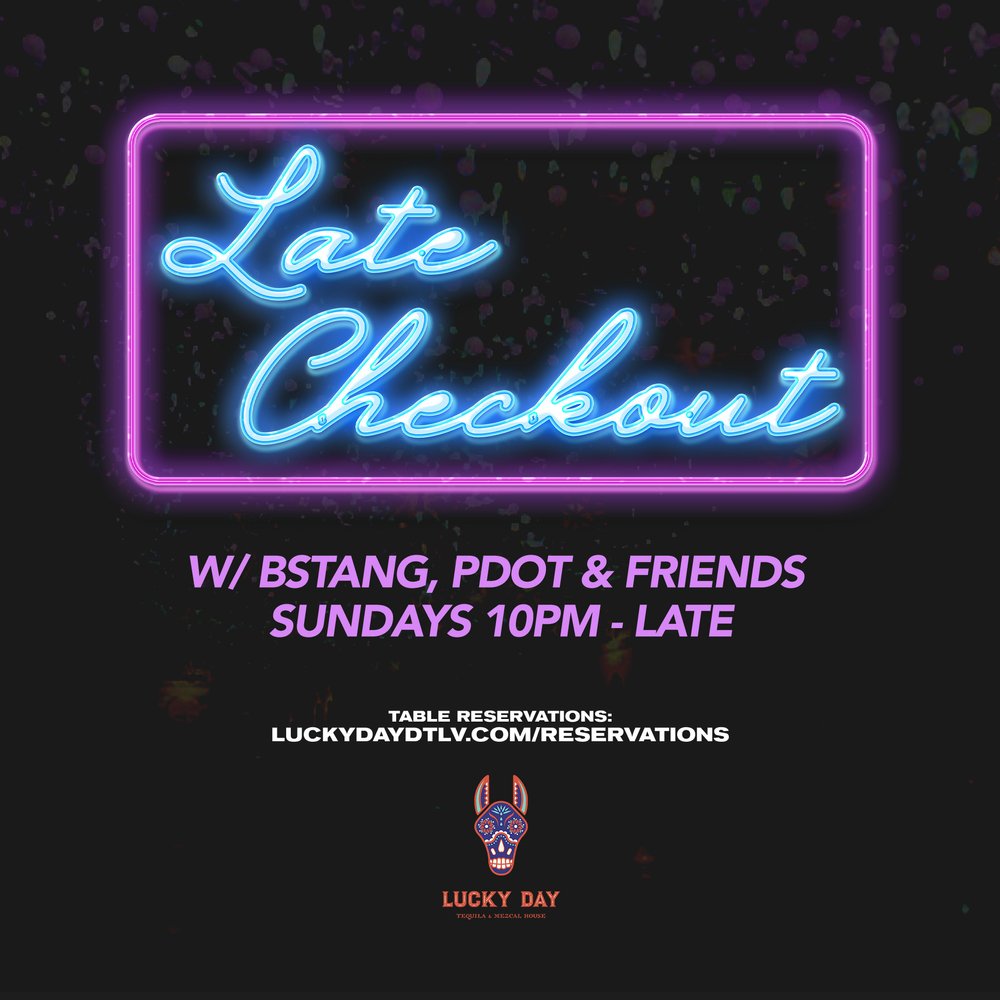 Late
Checkout
W/ BSTANG, PDOT & FRIENDS
SUNDAYS 10PM - LATE
TABLE RESERVATIONS:
LUCKYDAYDTLV.COM/RESERVATIONS
LUCKY DAY
TEQUILA & MEZCAL HOUSE